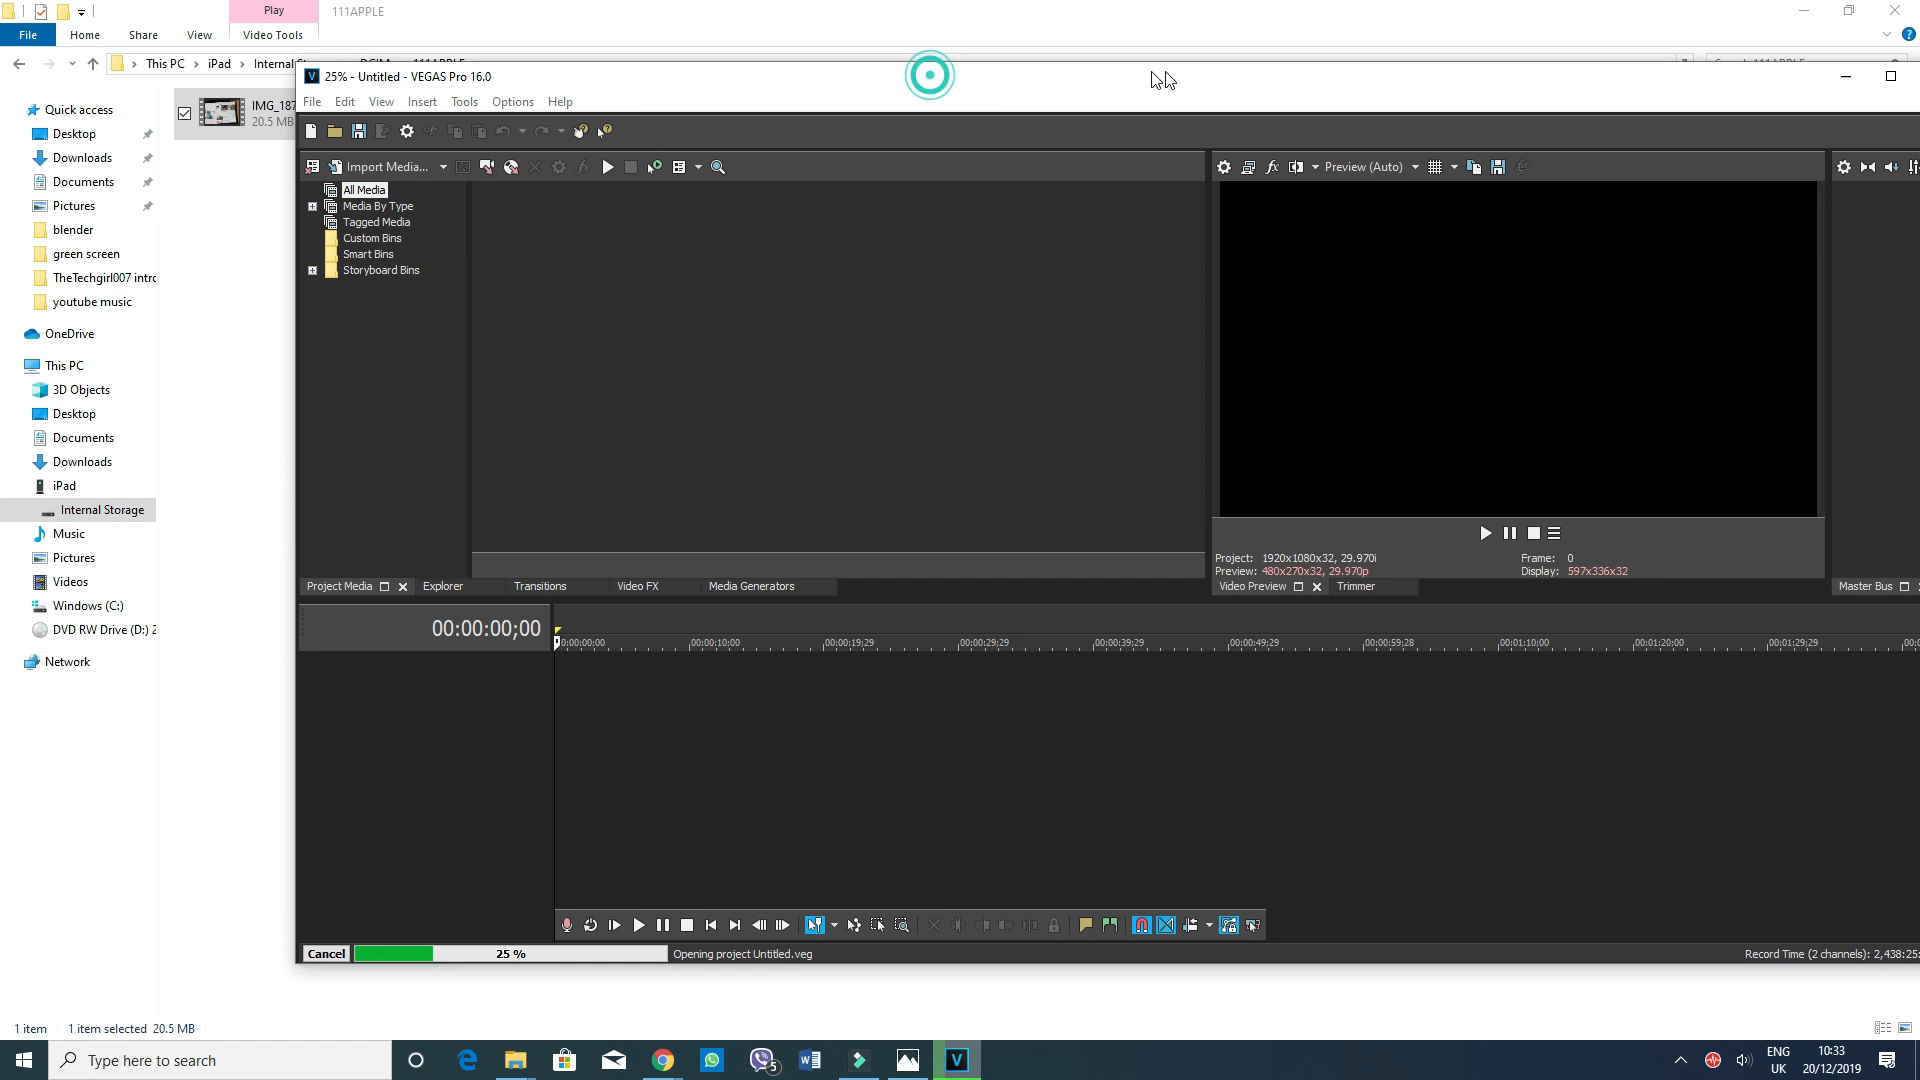 Play
111APPLE
File
Home
Share
View
Video Tools
This PC
iPad
25% - Untitled - VEGAS Pro 16.0
File
Edit
View
Insert
Tools
Options
Help
Quick access
Desktop
Downloads
Documents
Pictures
blender
green screen
TheTechgirl007 intro
youtube music
OneDrive
This PC
3D Objects
Desktop
Documents
Downloads
iPad
Internal Storage
Music
Pictures
Videos
Windows (C:)
DVD RW Drive (D:) 2
Network
IMG_187
20.5 MB
Import Media...
Preview (Auto)
All Media
Media By Type
Tagged Media
Custom Bins
Smart Bins
Storyboard Bins
Project: 1920x1080x32, 29.970i
Preview: 480x270x32, 29.970p
Frame: 0
Display: 597x336x32
Project Media
Explorer
Transitions
Video FX
Media Generators
Video Preview
Trimmer
Master Bus
00:00:00;00
0:00:00;00
00:00:10;00
00:00:19;29
00:00:29;29
00:00:39;29
00:00:49;29
00:00:59;28
00:01:10;00
00:01:20;00
00:01:29;29
Cancel
25 %
Opening project Untitled.veg
Record Time (2 channels): 2,438:25:
1 item
1 item selected 20.5 MB
Type here to search
5
ENG
UK
10:33
20/12/2019